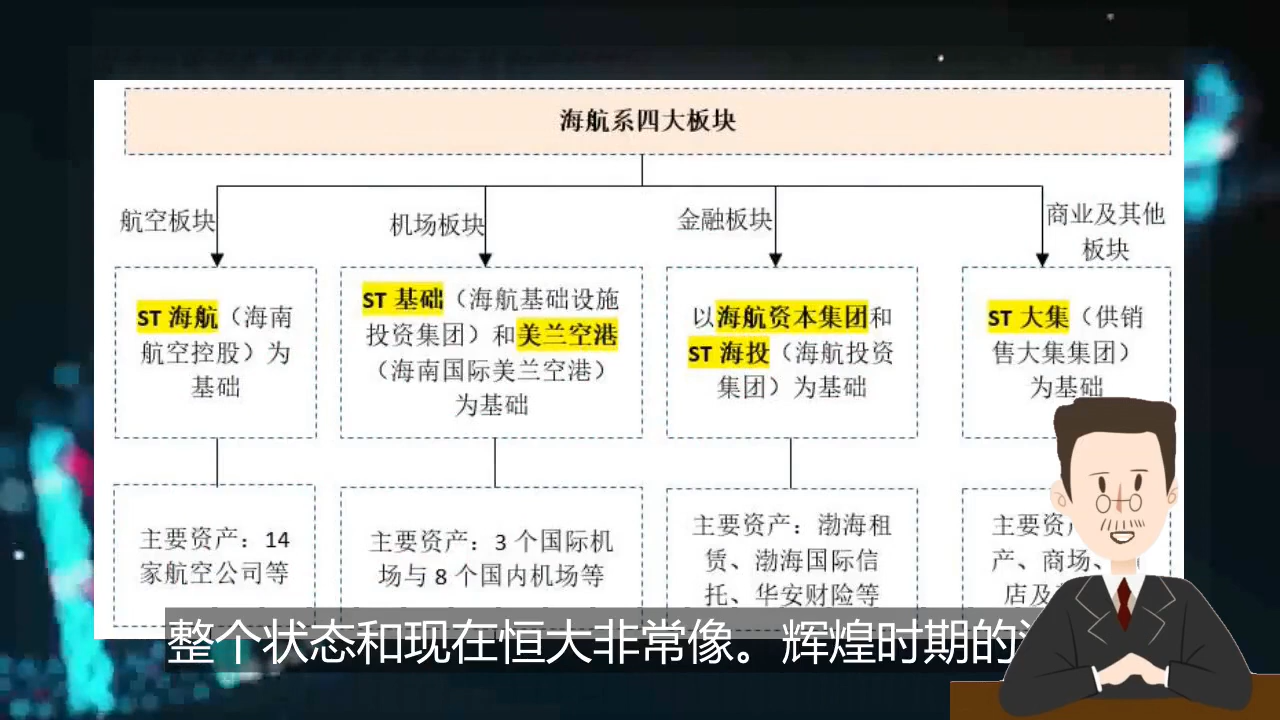 海航系四大板块
航空板块
机场板块
金融板块
商业及其他
板块
ST 海航（海南
航空控股）为
基础
ST 基础（海航基础设施
投资集团）和美兰空港
（海南国际美兰空港）
为基础
以海航资本集团和
ST 海投（海航投资
集团）为基础
ST 大集（供销
售大集集团）
为基础
主要资产：14
家航空公司等
主要资产：3 个国际机
场与 8 个国内机场等
主要资产：渤海租
赁、渤海国际信
托、华安财险等
主要资
产、商场、
店及
整个状态和现在恒大非常像。辉煌时期的